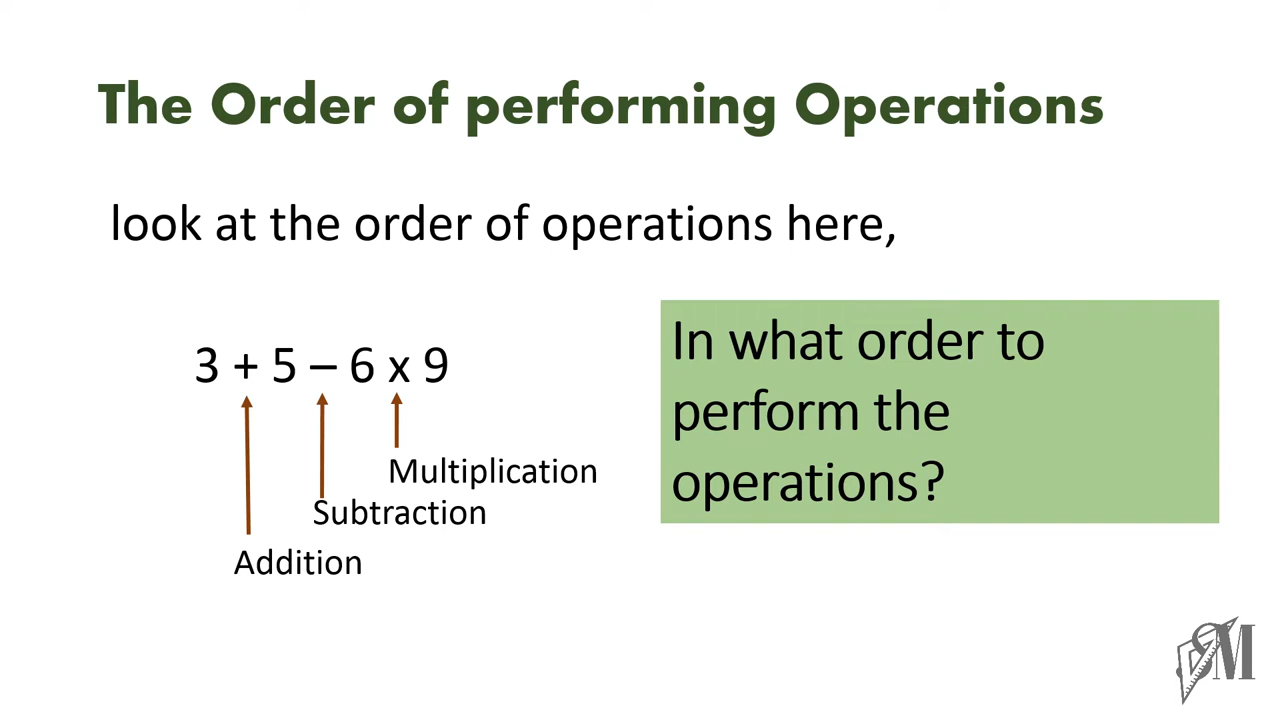 The Order of performing Operations
look at the order of operations here,
3 + 5 – 6 x 9
In what order to
perform the
operations?
Multiplication
Subtraction
Addition
SM